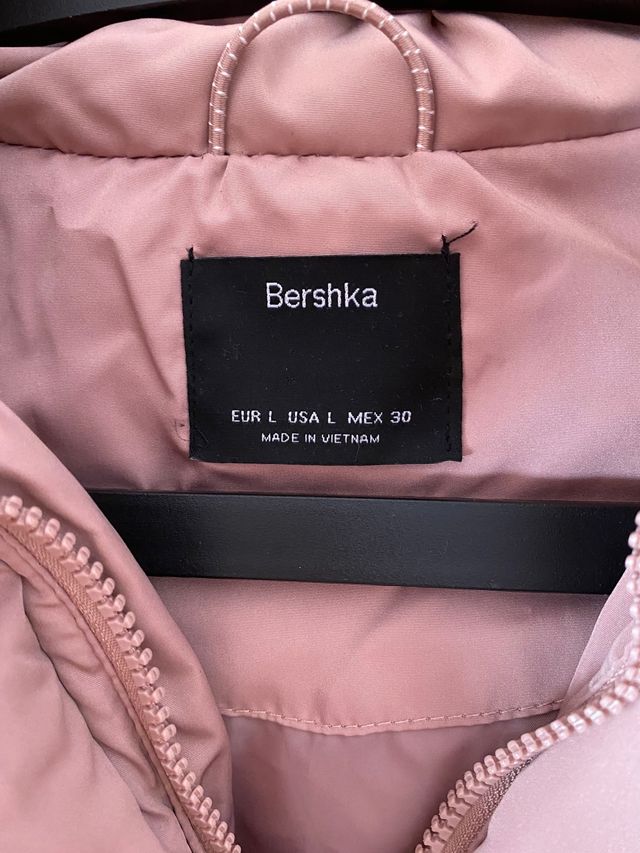 Bershka
EUR L USA L MEX 30
MADE IN VIETNAM